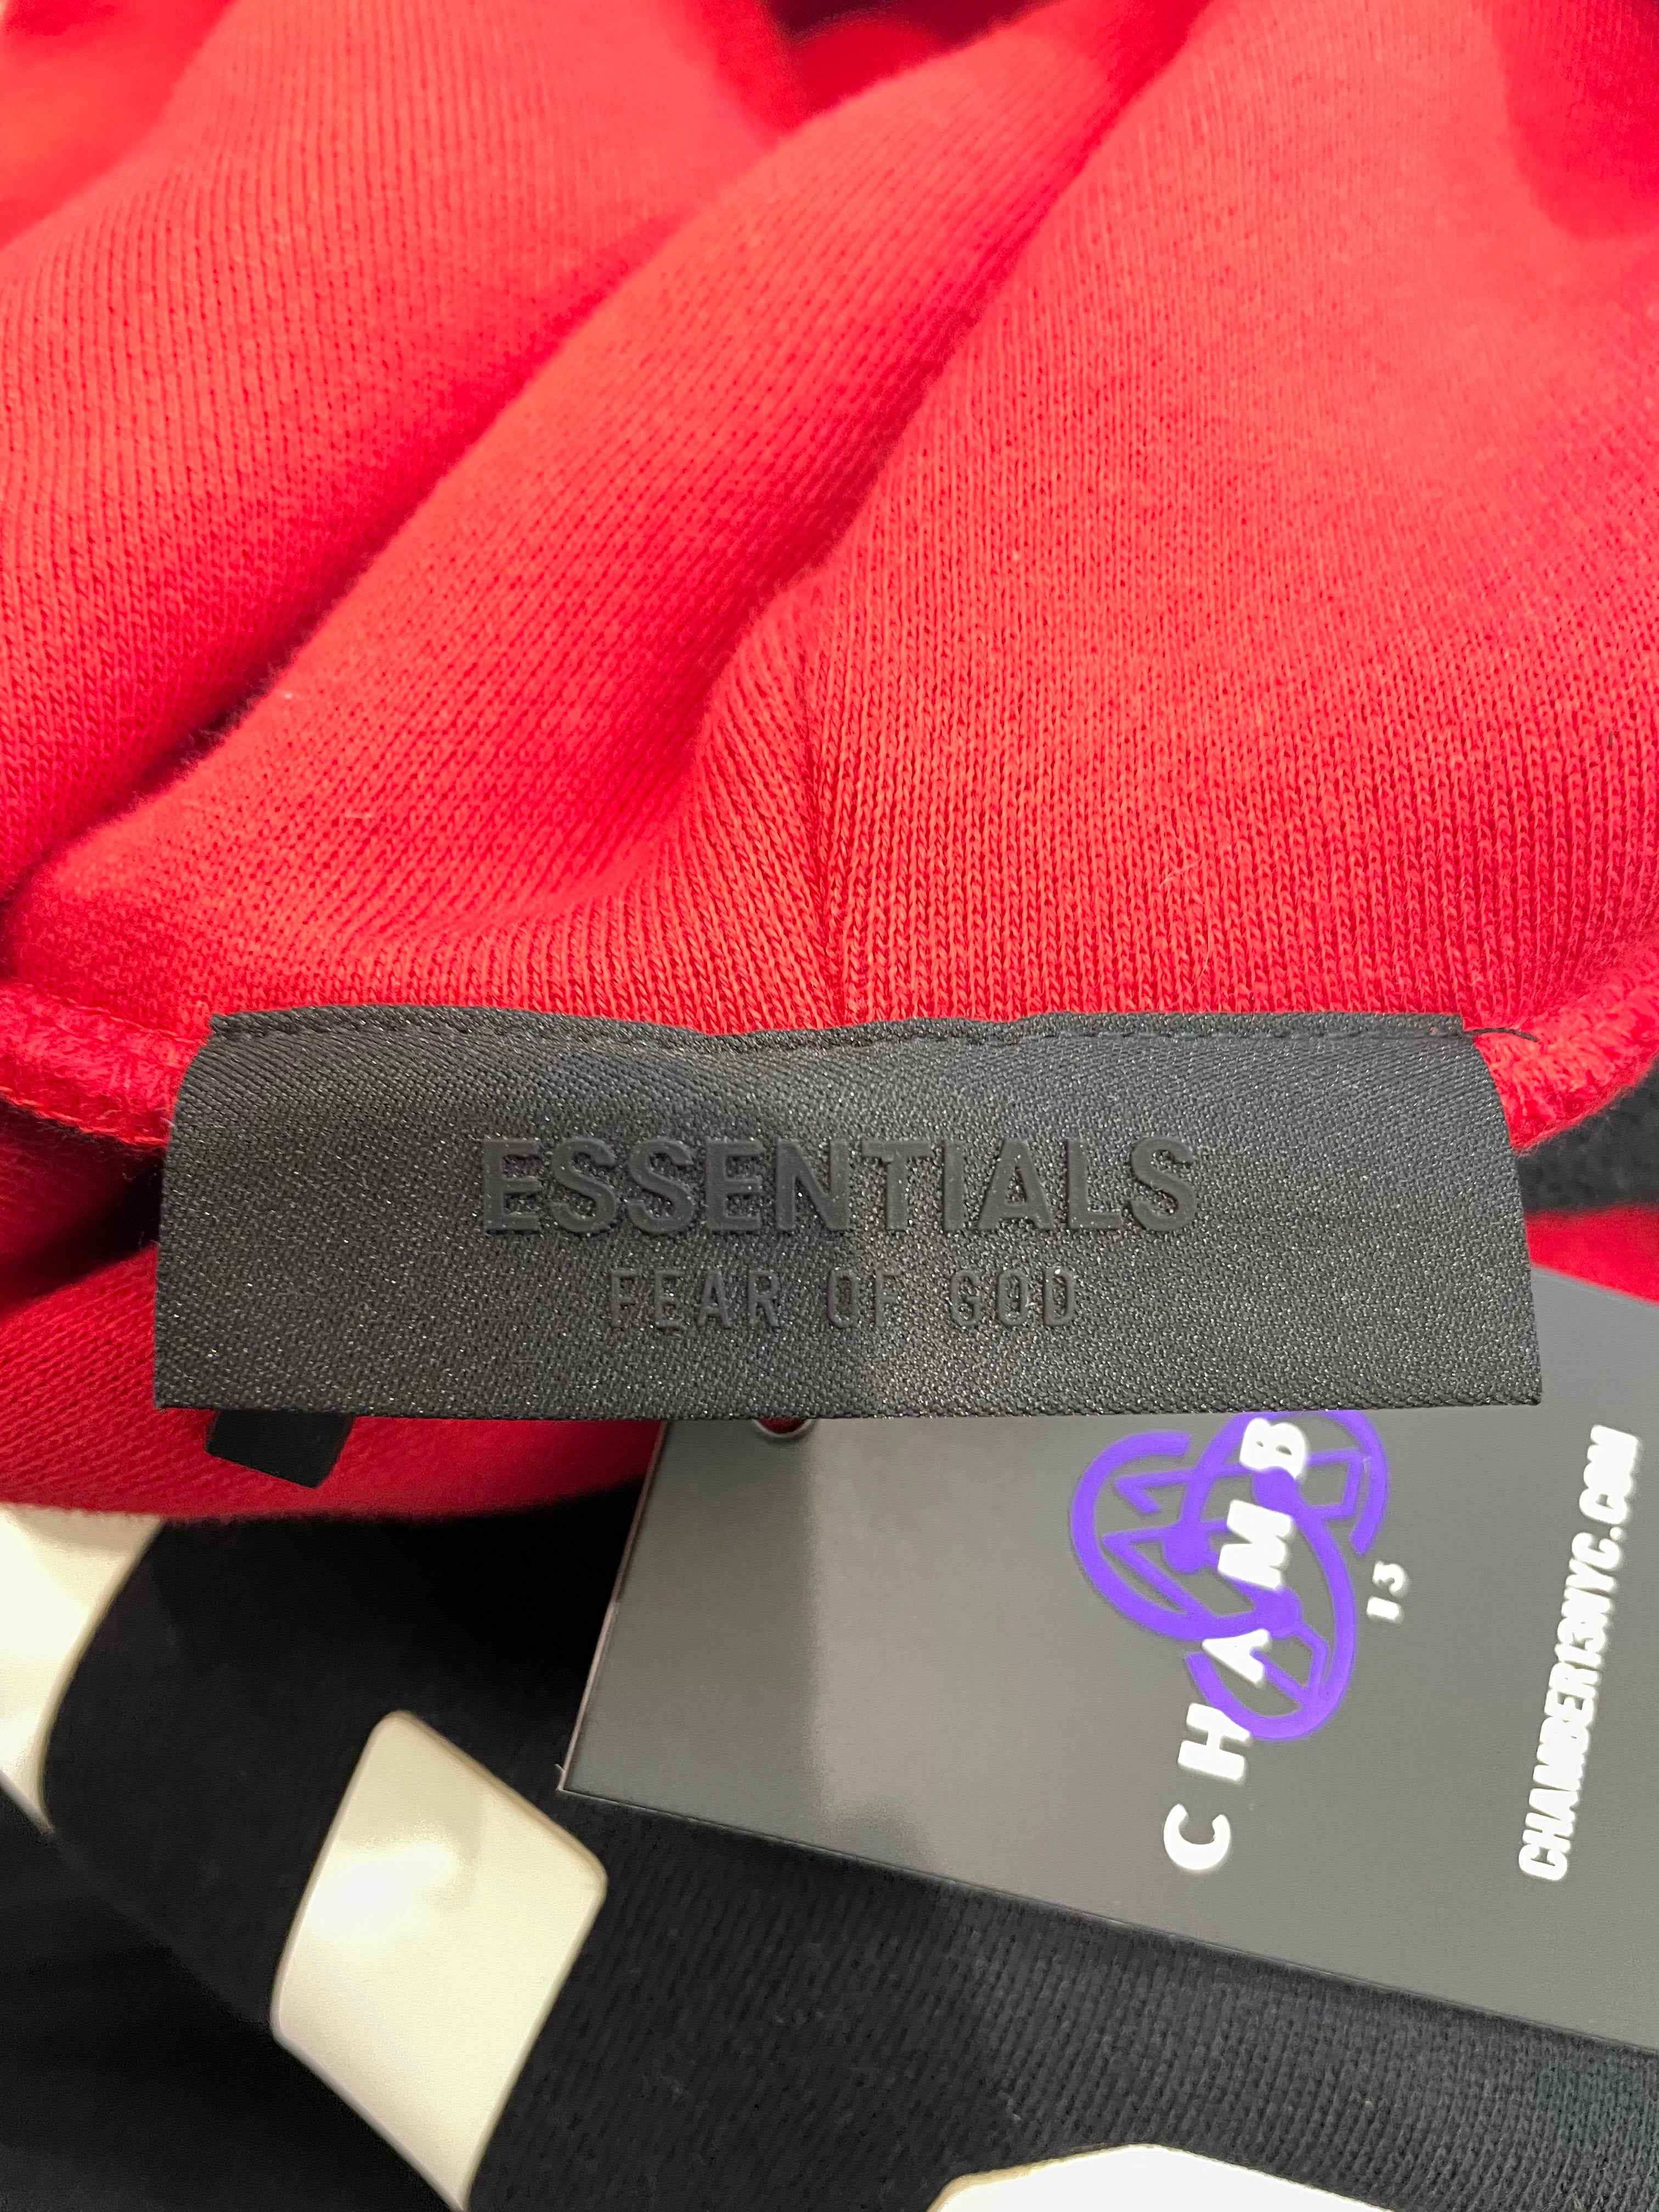 ESSENTIALS
FEAR OF GOD
CHAMB
13
CHAMBER13NYC.COM